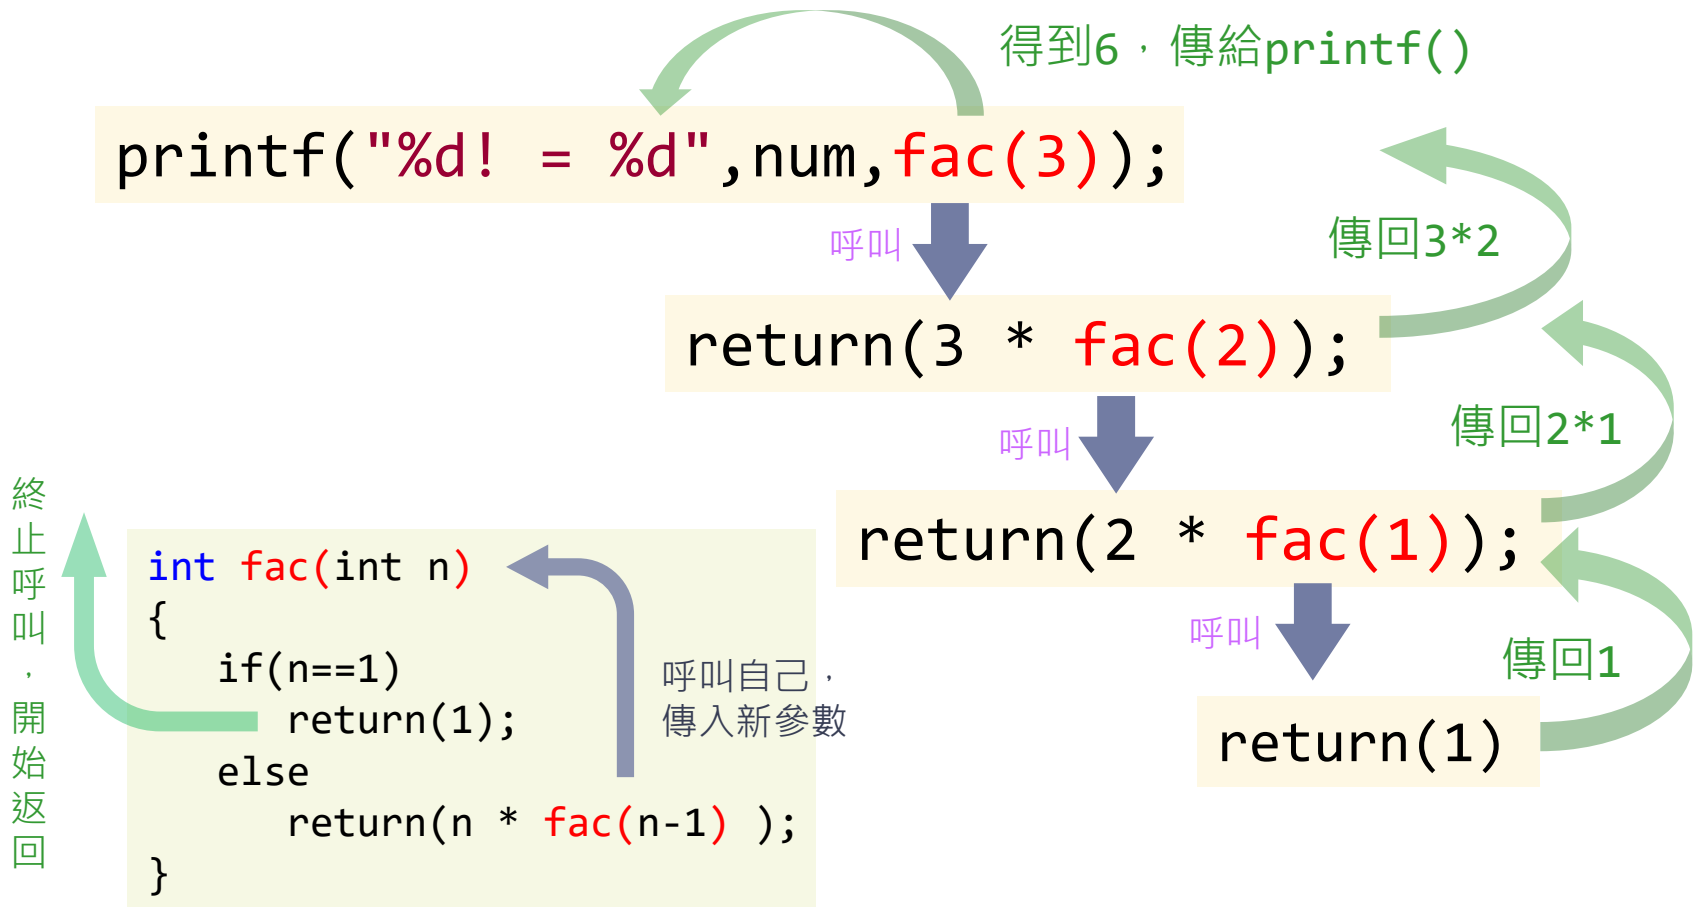 得到6，傳給printf()
printf("%d! = %d",num,fac(3));
呼叫
傳回3*2
return(3 * fac(2));
呼叫
傳回2*1
return(2 * fac(1));
呼叫
傳回1
return(1)
終止呼叫，開始返回
int fac(int n)
{
if(n==1)
return(1);
else
return(n * fac(n-1) );
}
呼叫自己，
傳入新參數